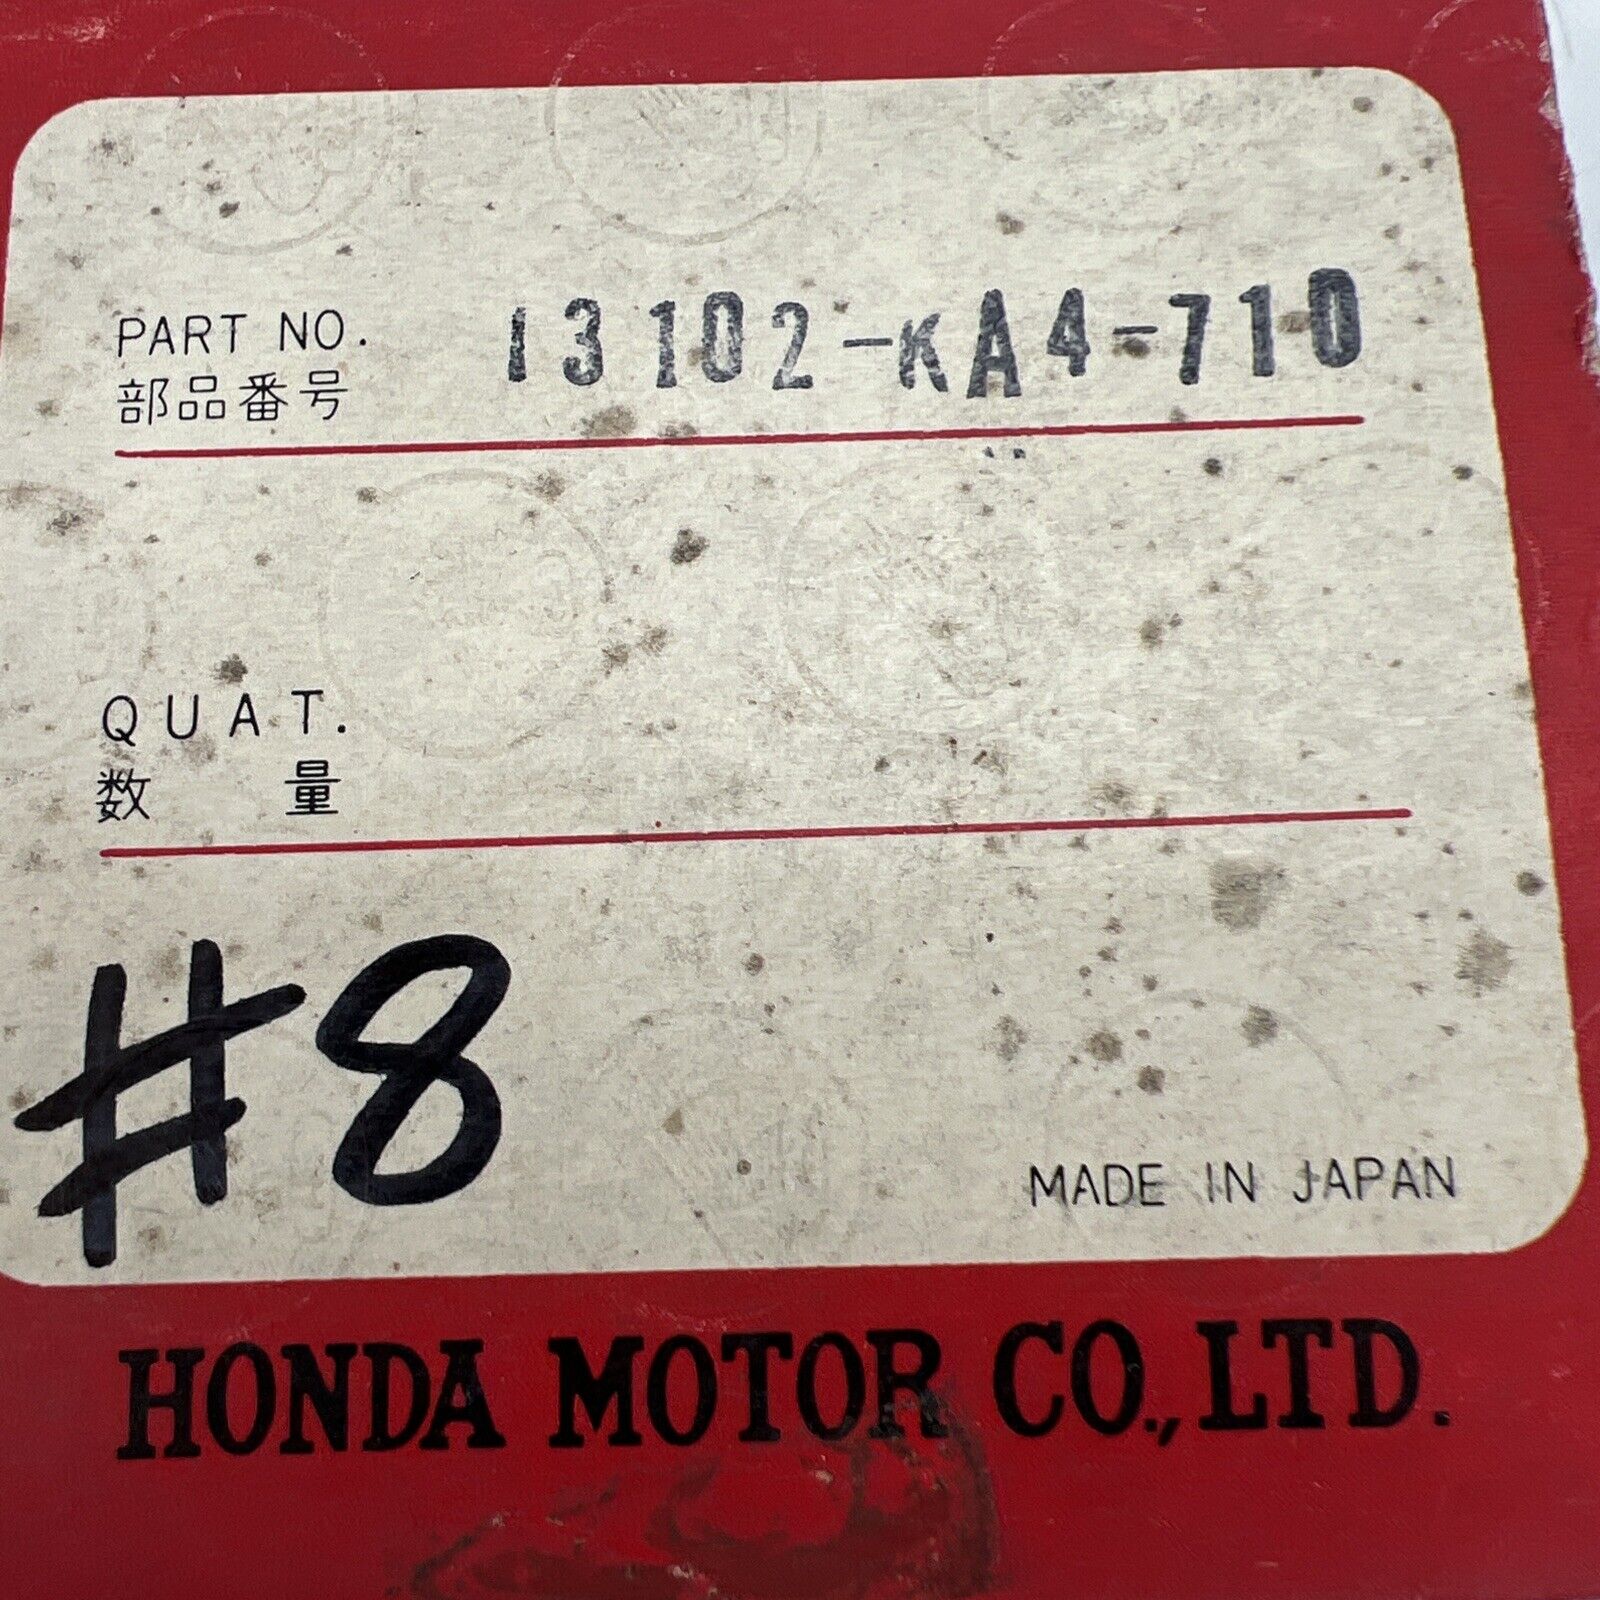 PART NO. 13102-KA4-710
部品番号
QUAT.
数 量
#8
MADE IN JAPAN
HONDA MOTOR CO., LTD.